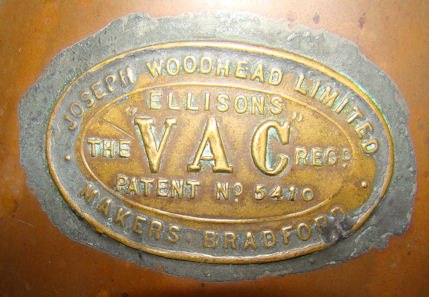 JOSEPH WOODHEAD LIMITED
ELLISONS
THE "VAC" REGD.
PATENT No. 5410
MAKERS BRADFORD